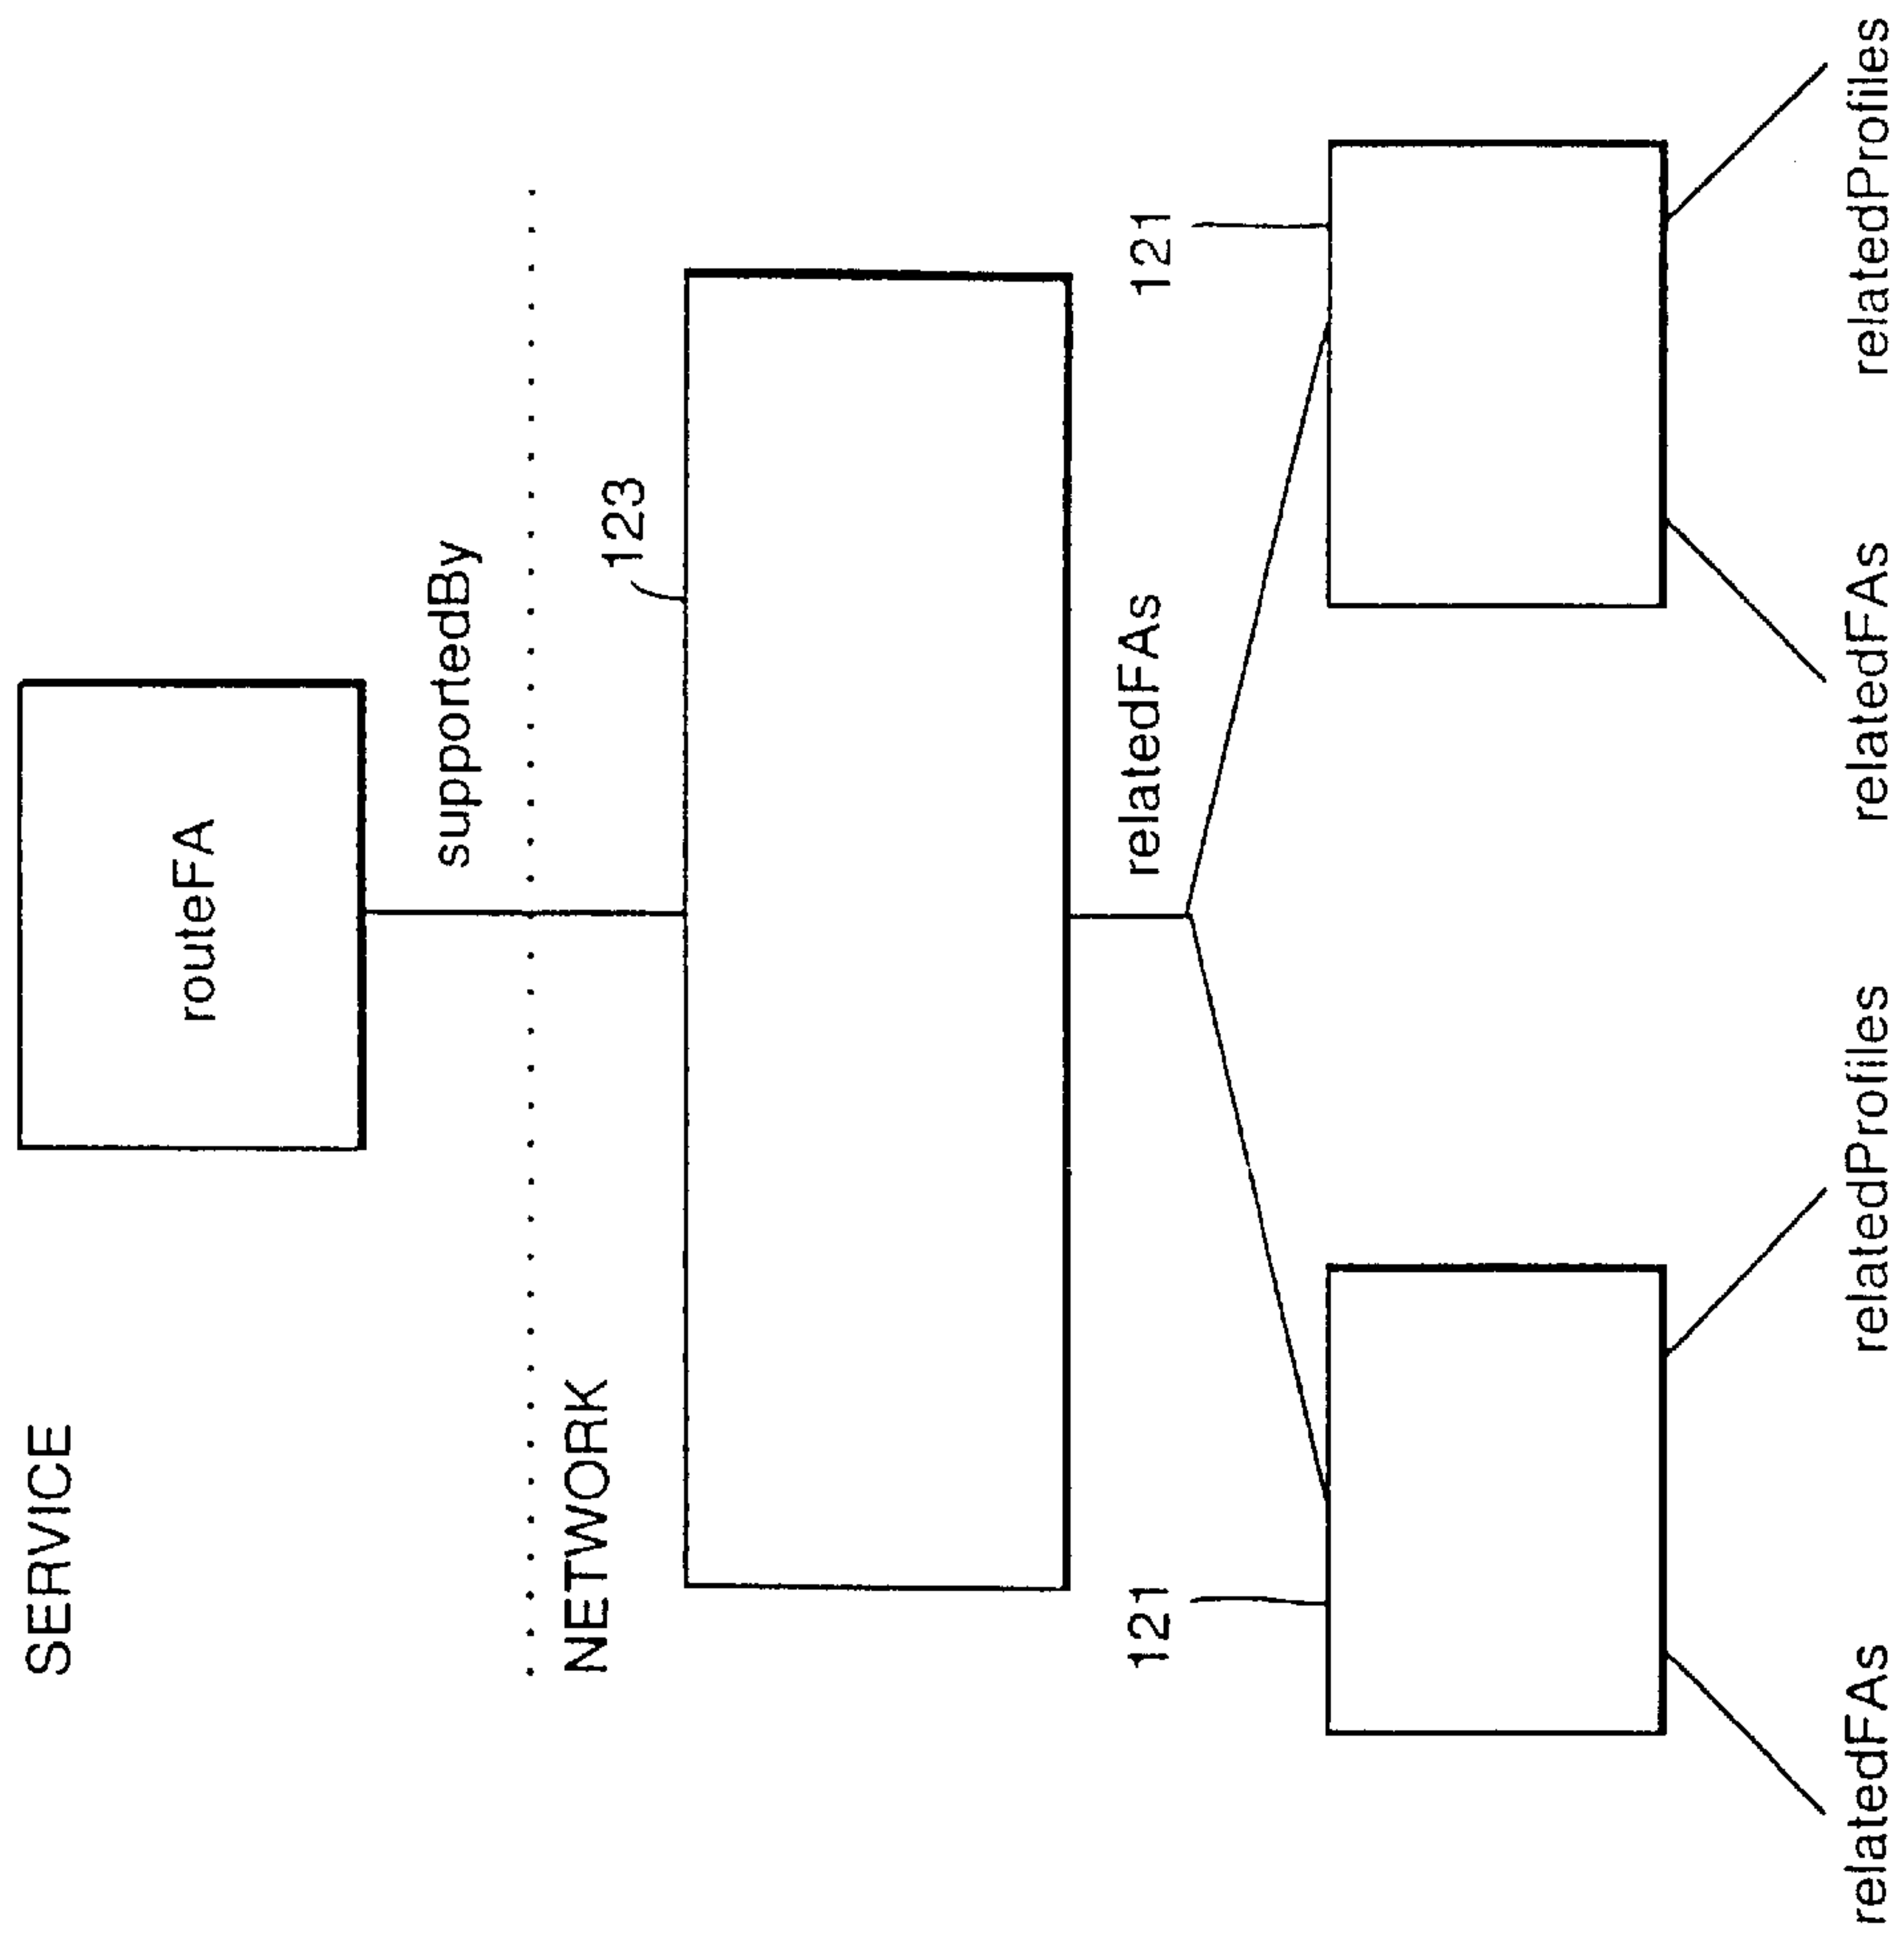 SERVICE
routeFA
supportedBy
NETWORK
123
relatedFAs
121
121
relatedFAs
relatedProfiles
relatedFAs
relatedProfiles